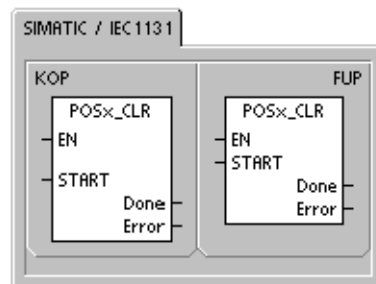 SIMATIC / IEC1131
KOP
FUP
POSx_CLR
EN
START
Done
Error
POSx_CLR
EN
START
Done
Error